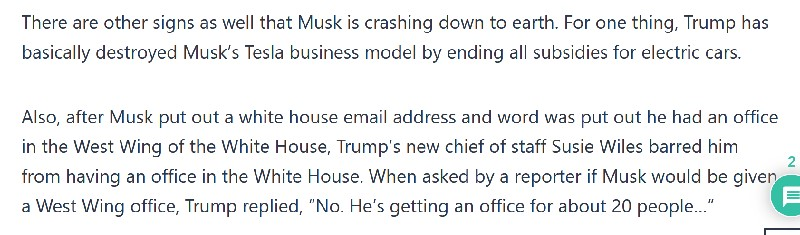 There are other signs as well that Musk is crashing down to earth. For one thing, Trump has
basically destroyed Musk's Tesla business model by ending all subsidies for electric cars.
Also, after Musk put out a white house email address and word was put out he had an office
in the West Wing of the White House, Trump's new chief of staff Susie Wiles barred him
from having an office in the White House. When asked by a reporter if Musk would be given
a West Wing office, Trump replied, "No. He's getting an office for about 20 people..."
2